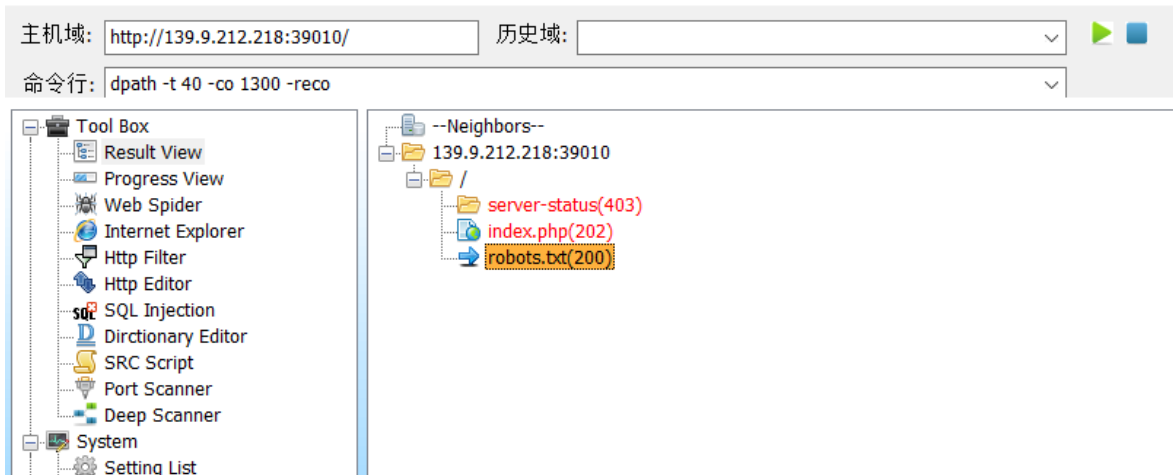 主机域: http://139.9.212.218:39010/ 历史域:
命令行: dpath -t 40 -co 1300 -reco
Tool Box
Result View
Progress View
Web Spider
Internet Explorer
Http Filter
Http Editor
SQL SQL Injection
D Dirctionary Editor
SRC Script
Port Scanner
Deep Scanner
System
Setting List
--Neighbors--
139.9.212.218:39010
/
server-status(403)
index.php(202)
robots.txt(200)